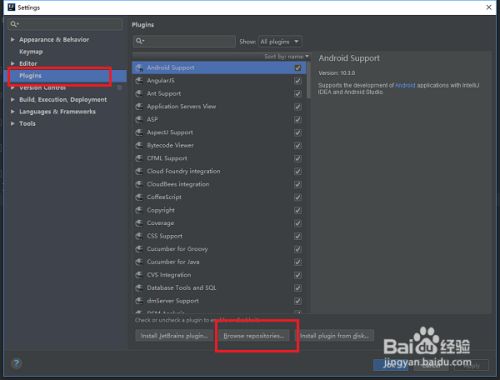 Settings
Appearance & Behavior
Keymap
Editor
Plugins
Version Control
Build, Execution, Deployment
Languages & Frameworks
Tools
Plugins
Show: All plugins
Sort by: name
Android Support
AngularJS
Ant Support
Application Servers View
ASP
AspectJ Support
Bytecode Viewer
CFML Support
Cloud Foundry integration
CloudBees integration
CoffeeScript
Copyright
Coverage
CSS Support
Cucumber for Groovy
Cucumber for Java
CVS Integration
Database Tools and SQL
dmServer Support
Check or uncheck a plugin to
Install JetBrains plugin... Browse repositories... Install plugin from disk...
Android Support
Version: 10.3.0
Supports the development of Android applications with IntelliJ
IDEA and Android Studio.
Baidu经验
jingyan.baidu.com